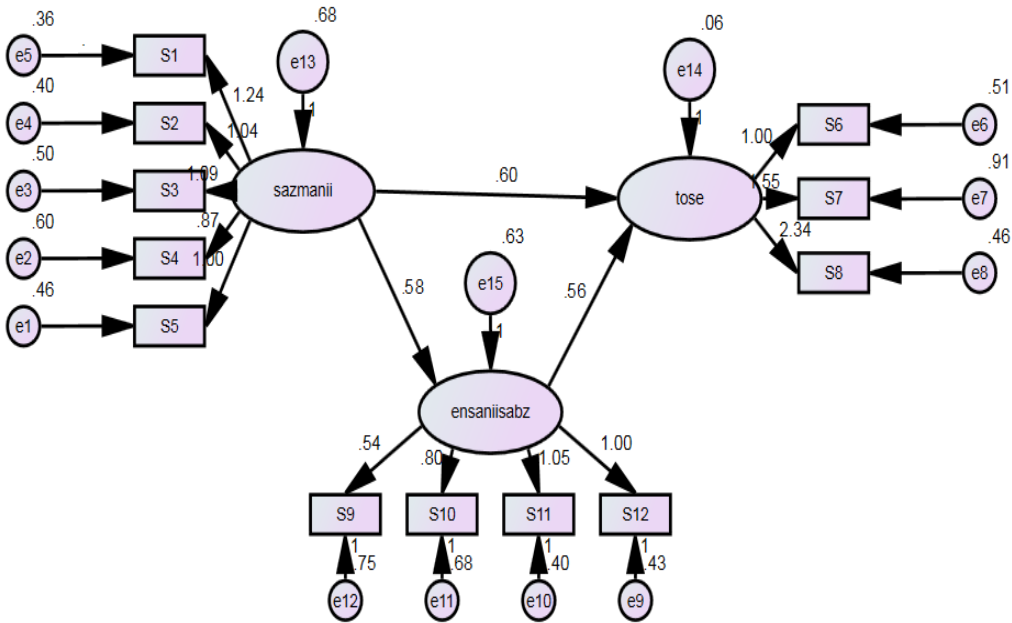 .36
e5
S1
.40
e4
S2
.50
e3
S3
.60
e2
S4
.46
e1
S5
1.24
1.04
1.09
.87
1.00
.68
e13
1
sazmanii
.60
.58
.06
e14
1
tose
1.00
1.55
2.34
S6
.51
e6
S7
.91
e7
S8
.46
e8
.63
e15
1
.56
ensaniisabz
.54
.80
1.05
1.00
S9
S10
S11
S12
1
1
1
1
.75
.68
.40
.43
e12
e11
e10
e9